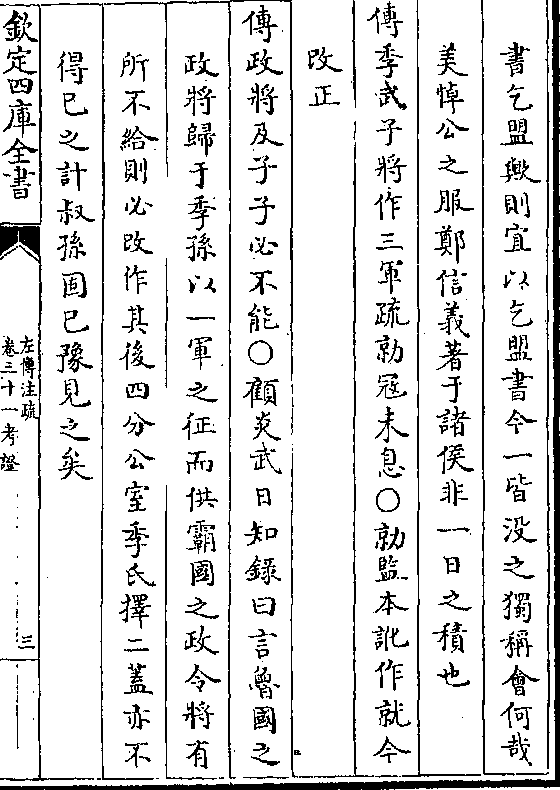 書乞盟歟則宜以乞盟書今一皆没之獨稱會何哉
美悼公之服鄭信義著于諸侯非一日之積也
傳季武子將作三軍疏勍冦未息○勍監本訛作就今
改正
傳政將及子子必不能○顧炎武日知錄曰言魯國之
政將歸于季孫以一軍之征而供霸國之政令將有
所不給則必改作其後四分公室季氏擇二蓋亦不
得已之計叔孫固已豫見之矣
欽定四庫全書
左傳注疏
卷三十一考證
三